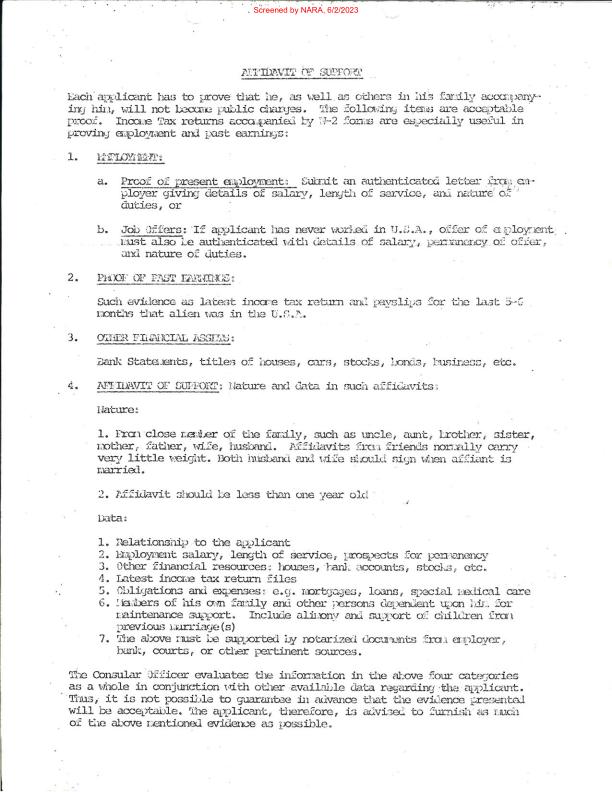 Screened by NARA, 6/2/2023
AFFIDAVIT OF SUPPORT
Each applicant has to prove that he, as well as others in his family accompany-
ing him, will not become public charges. The following items are acceptable
proof. Income Tax returns accompanied by W-2 forms are especially useful in
proving employment and past earnings:
1. EMPLOYMENT:
a. Proof of present employment: Submit an authenticated letter from em-
ployer giving details of salary, length of service, and nature of
duties, or
b. Job Offers: If applicant has never worked in U.S.A., offer of employment
must also be authenticated with details of salary, permanency of offer,
and nature of duties.
2. PROOF OF PAST EARNINGS:
Such evidence as latest income tax return and payslips for the last 5-6
months that alien was in the U.S.A.
3. OTHER FINANCIAL ASSETS:
Bank Statements, titles of houses, cars, stocks, bonds, business, etc.
4. AFFIDAVIT OF SUPPORT: Nature and data in such affidavits:
Nature:
1. From close member of the family, such as uncle, aunt, brother, sister,
mother, father, wife, husband. Affidavits from friends normally carry
very little weight. Both husband and wife should sign when affiant is
married.
2. Affidavit should be less than one year old
Data:
1. Relationship to the applicant
2. Employment salary, length of service, prospects for permanency
3. Other financial resources: houses, bank accounts, stocks, etc.
4. Latest income tax return files
5. Obligations and expenses: e.g. mortgages, loans, special medical care
6. Members of his own family and other persons dependent upon him for
maintenance support. Include alimony and support of children from
previous marriage(s)
7. The above must be supported by notarized documents from employer,
bank, courts, or other pertinent sources.
The Consular Officer evaluates the information in the above four categories
as a whole in conjunction with other available data regarding the applicant.
Thus, it is not possible to guarantee in advance that the evidence presented
will be acceptable. The applicant, therefore, is advised to furnish as much
of the above mentioned evidence as possible.